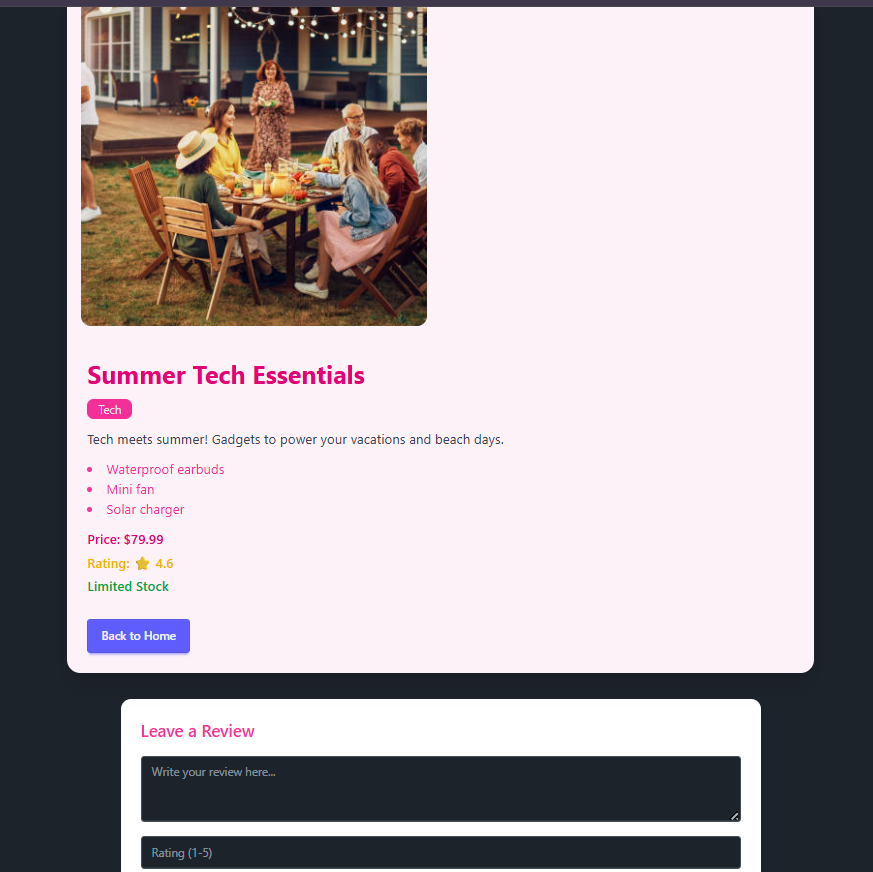 Summer Tech Essentials
Tech
Tech meets summer! Gadgets to power your vacations and beach days.
Waterproof earbuds
Mini fan
Solar charger
Price: $79.99
Rating: ⭐ 4.6
Limited Stock
Back to Home
Leave a Review
Write your review here...
Rating (1-5)